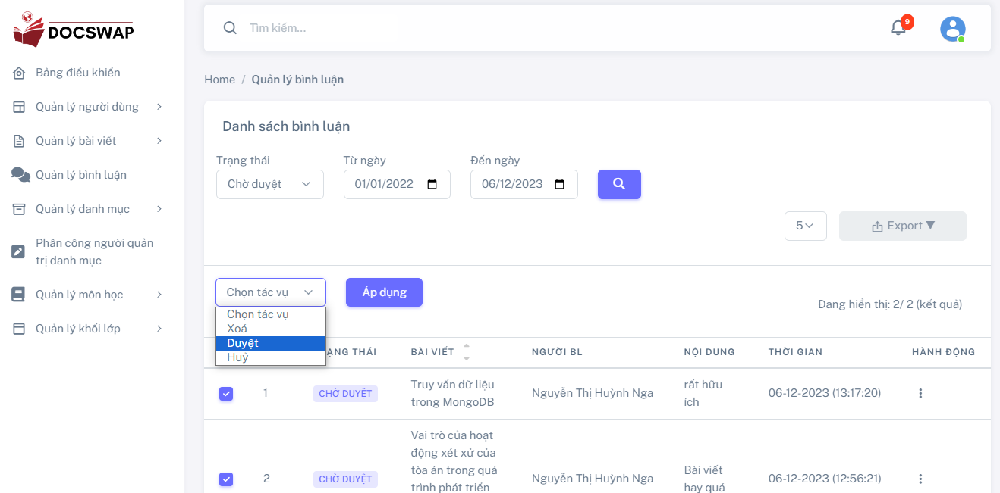 DOCSWAP
Tìm kiếm...
9
Bảng điều khiển
Quản lý người dùng
Quản lý bài viết
Quản lý bình luận
Quản lý danh mục
Phân công người quản
trị danh mục
Quản lý môn học
Quản lý khối lớp
Home / Quản lý bình luận
Danh sách bình luận
Trạng thái Từ ngày Đến ngày
Chờ duyệt 01/01/2022 06/12/2023
5 Export ▼
Chọn tác vụ Áp dụng
Đang hiển thị: 2/ 2 (kết quả)
Chọn tác vụ
Xoá
Duyệt
Huỷ
ẠNG THÁI BÀI VIẾT NGƯỜI BL NỘI DUNG THỜI GIAN HÀNH ĐỘNG
1 CHỜ DUYỆT Truy vấn dữ liệu Nguyễn Thị Huỳnh Nga rất hữu 06-12-2023 (13:17:20)
trong MongoDB ích
Vai trò của hoạt
động xét xử của
tòa án trong quá
2 CHỜ DUYỆT trình phát triển Nguyễn Thị Huỳnh Nga Bài viết 06-12-2023 (12:56:21)
hay quá